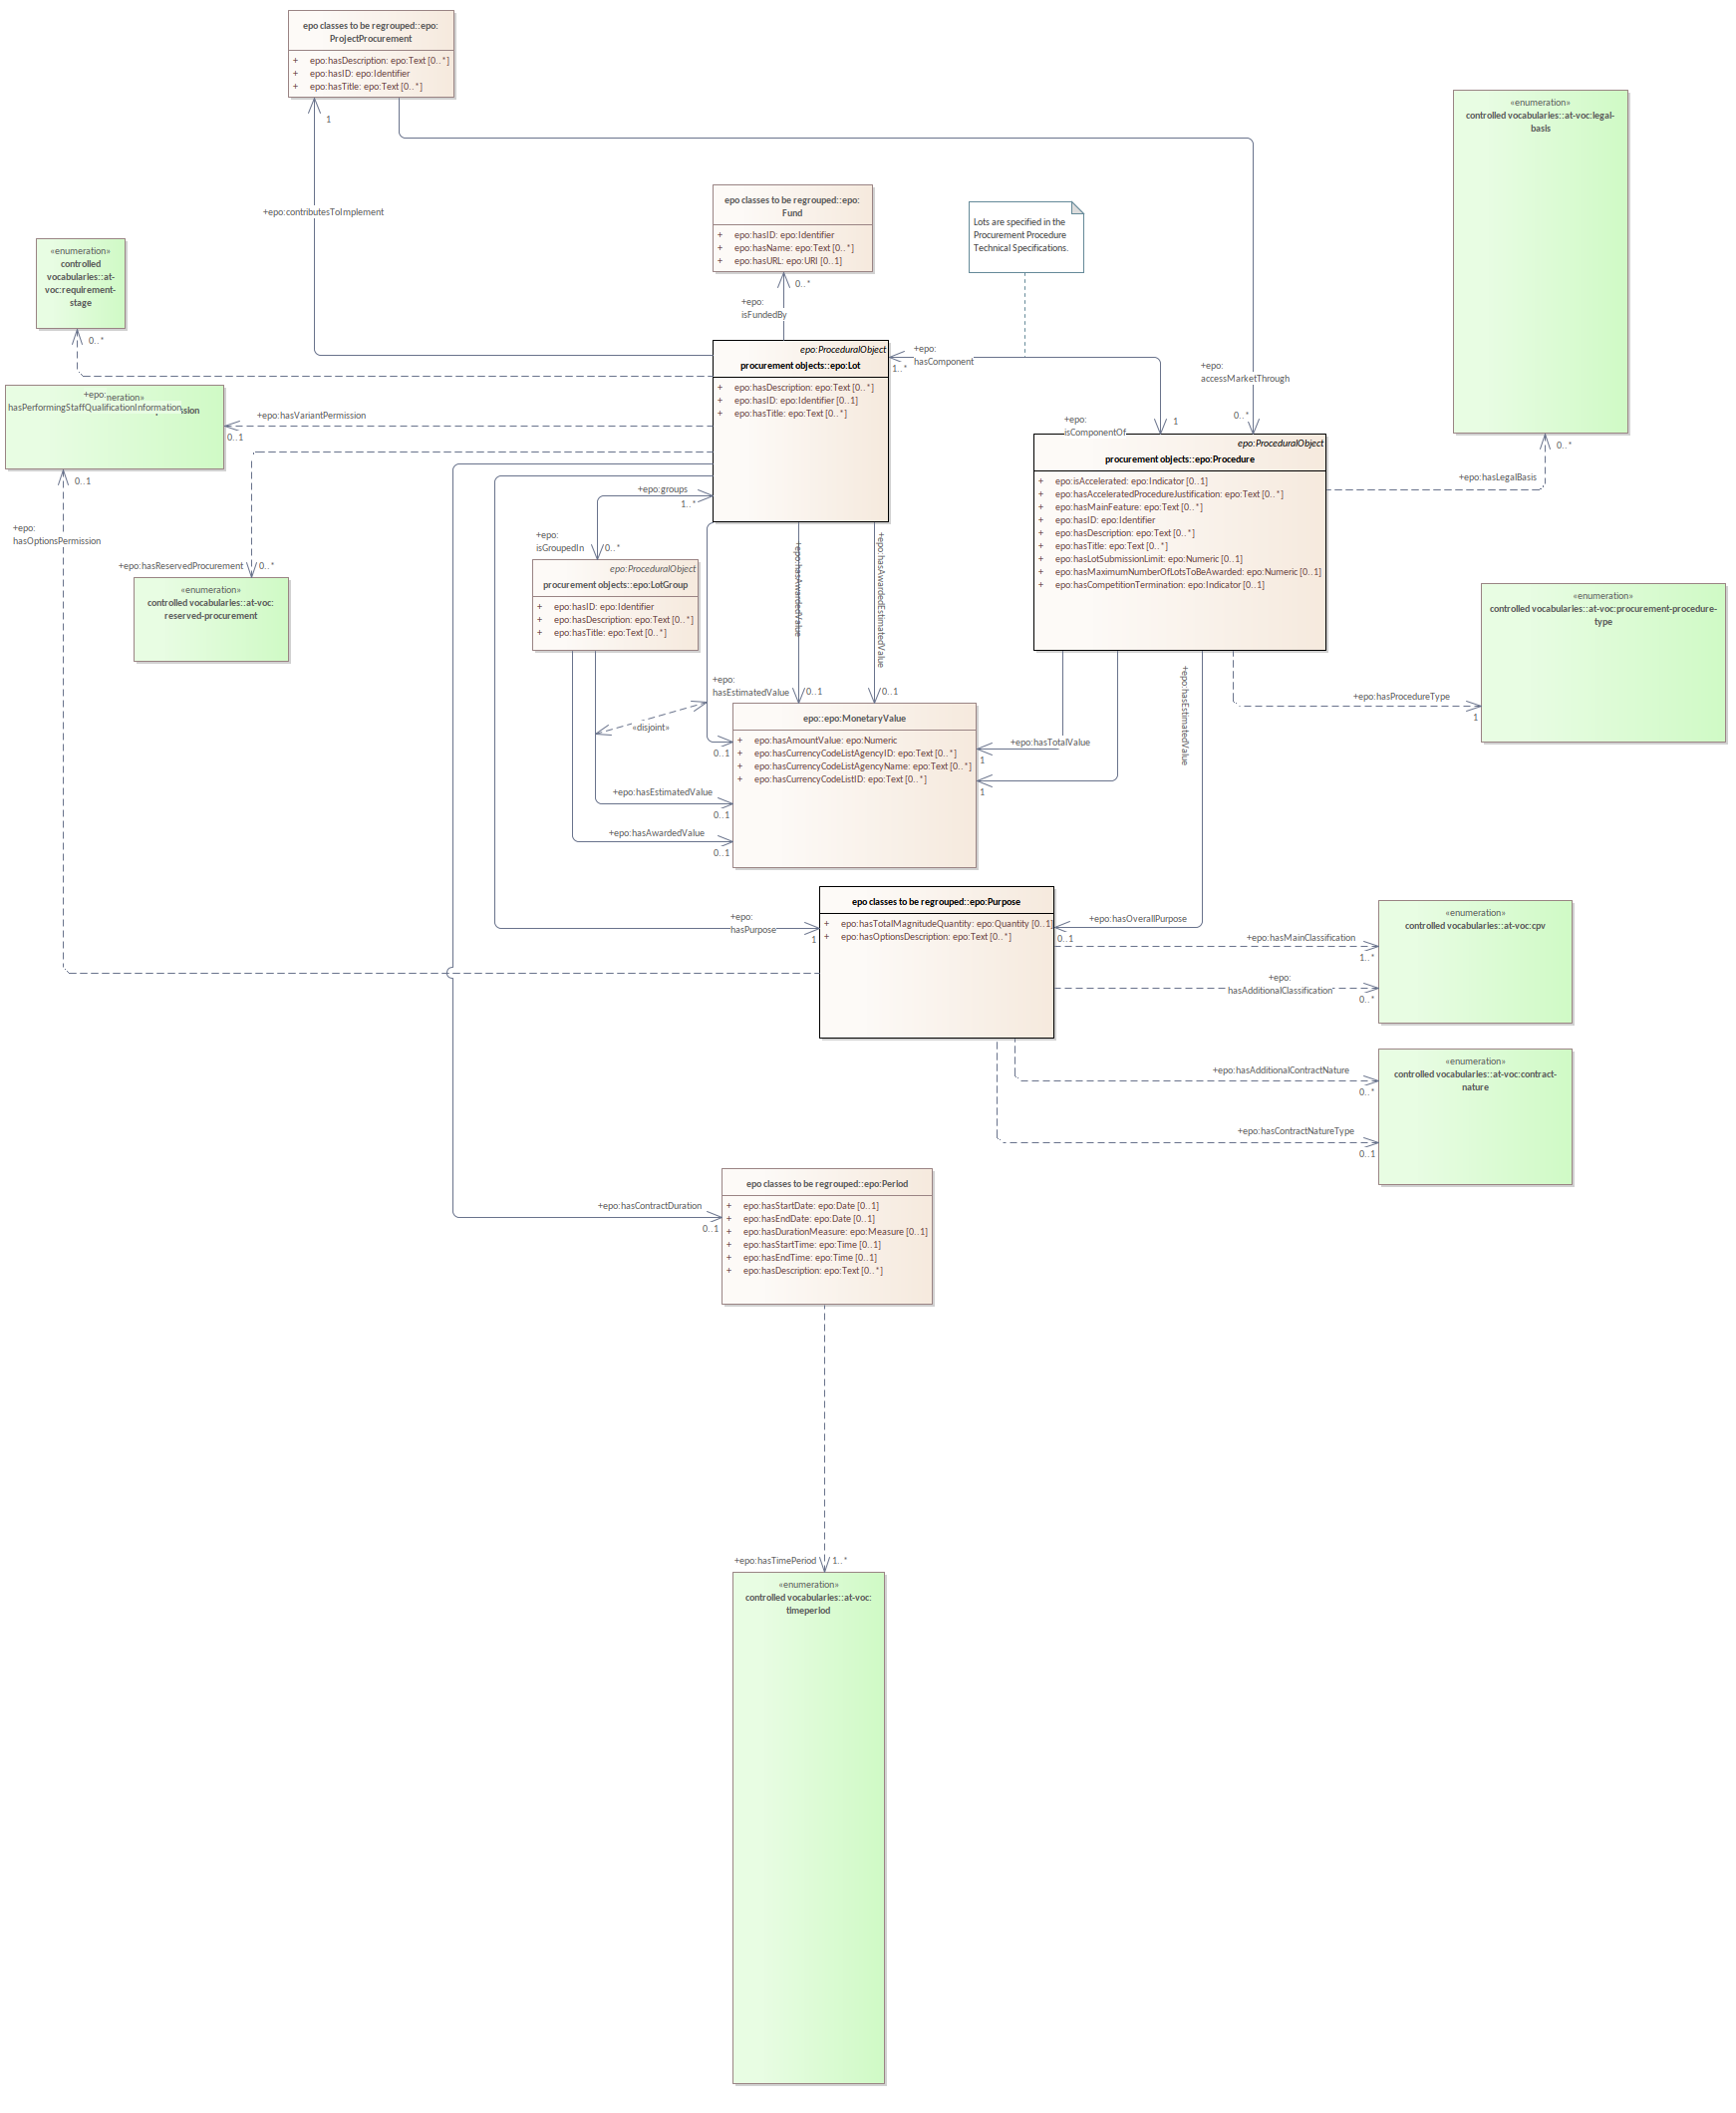 epo classes to be regrouped::epo:
ProjectProcurement
+ epo:hasDescription: epo:Text [0..*]
+ epo:hasID: epo:Identifier
+ epo:hasTitle: epo:Text [0..*]
1
+epo:contributesToImplement
«enumeration»
controlled vocabularies::at-voc:legal-
basis
epo classes to be regrouped::epo:
Fund
+ epo:hasID: epo:Identifier
+ epo:hasName: epo:Text [0..*]
+ epo:hasURL: epo:URI [0..1]
0..*
+epo:
isFundedBy
Lots are specified in the
Procurement Procedure
Technical Specifications.
«enumeration»
controlled
vocabularies::at-
voc:requirement-
stage
0..*
epo:ProceduralObject
procurement objects::epo:Lot
+ epo:hasDescription: epo:Text [0..*]
+ epo:hasID: epo:Identifier [0..1]
+ epo:hasTitle: epo:Text [0..*]
+epo:
hasComponent
1..*
+epo:
accessMarketThrough
0..*
+epo:
isComponentOf
1
+epo:
hasPerformingStaffQualificationInformation
neration»
ssion
*
+epo:hasVariantPermission
0..1
0..1
+epo:
hasOptionsPermission
epo:ProceduralObject
procurement objects::epo:Procedure
+ epo:isAccelerated: epo:Indicator [0..1]
+ epo:hasAcceleratedProcedureJustification: epo:Text [0..*]
+ epo:hasMainFeature: epo:Text [0..*]
+ epo:hasID: epo:Identifier
+ epo:hasDescription: epo:Text [0..*]
+ epo:hasTitle: epo:Text [0..*]
+ epo:hasLotSubmissionLimit: epo:Numeric [0..1]
+ epo:hasMaximumNumberOfLotsToBeAwarded: epo:Numeric [0..1]
+ epo:hasCompetitionTermination: epo:Indicator [0..1]
0..*
+epo:hasLegalBasis
+epo:groups
1..*
+epo:
isGroupedIn
0..*
+epo:hasReservedProcurement
0..*
«enumeration»
controlled vocabularies::at-voc:
reserved-procurement
epo:ProceduralObject
procurement objects::epo:LotGroup
+ epo:hasID: epo:Identifier
+ epo:hasDescription: epo:Text [0..*]
+ epo:hasTitle: epo:Text [0..*]
+epo:hasAwardedValue
0..1
+epo:hasAwardedEstimatedValue
0..1
«enumeration»
controlled vocabularies::at-voc:procurement-procedure-
type
+epo:hasProcedureType
1
+epo:
hasEstimatedValue
0..1
«disjoint»
epo::epo:MonetaryValue
+ epo:hasAmountValue: epo:Numeric
+ epo:hasCurrencyCodeListAgencyID: epo:Text [0..*]
+ epo:hasCurrencyCodeListAgencyName: epo:Text [0..*]
+ epo:hasCurrencyCodeListID: epo:Text [0..*]
+epo:hasTotalValue
1
+epo:hasEstimatedValue
1
+epo:hasEstimatedValue
0..1
+epo:hasAwardedValue
0..1
epo classes to be regrouped::epo:Purpose
+ epo:hasTotalMagnitudeQuantity: epo:Quantity [0..1]
+ epo:hasOptionsDescription: epo:Text [0..*]
+epo:
hasPurpose
1
+epo:hasOverallPurpose
0..1
+epo:hasMainClassification
1..*
+epo:
hasAdditionalClassification
0..*
«enumeration»
controlled vocabularies::at-voc:cpv
+epo:hasAdditionalContractNature
0..*
+epo:hasContractNatureType
0..1
«enumeration»
controlled vocabularies::at-voc:contract-
nature
epo classes to be regrouped::epo:Period
+ epo:hasStartDate: epo:Date [0..1]
+ epo:hasEndDate: epo:Date [0..1]
+ epo:hasDurationMeasure: epo:Measure [0..1]
+ epo:hasStartTime: epo:Time [0..1]
+ epo:hasEndTime: epo:Time [0..1]
+ epo:hasDescription: epo:Text [0..*]
+epo:hasContractDuration
0..1
+epo:hasTimePeriod
1..*
«enumeration»
controlled vocabularies::at-voc:
timeperiod